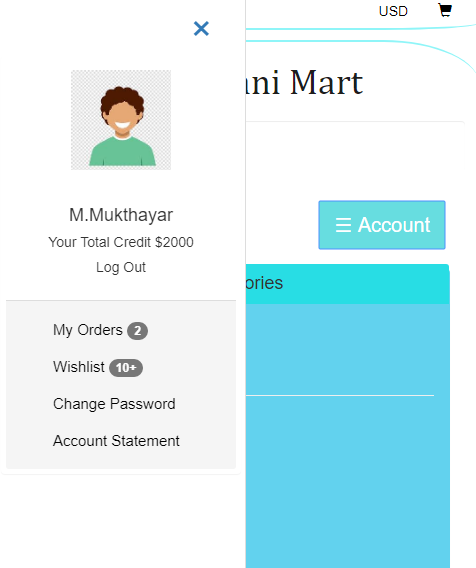 USD
ni Mart
M.Mukthayar
Your Total Credit $2000
Log Out
☰ Account
ories
My Orders 2
Wishlist 10+
Change Password
Account Statement